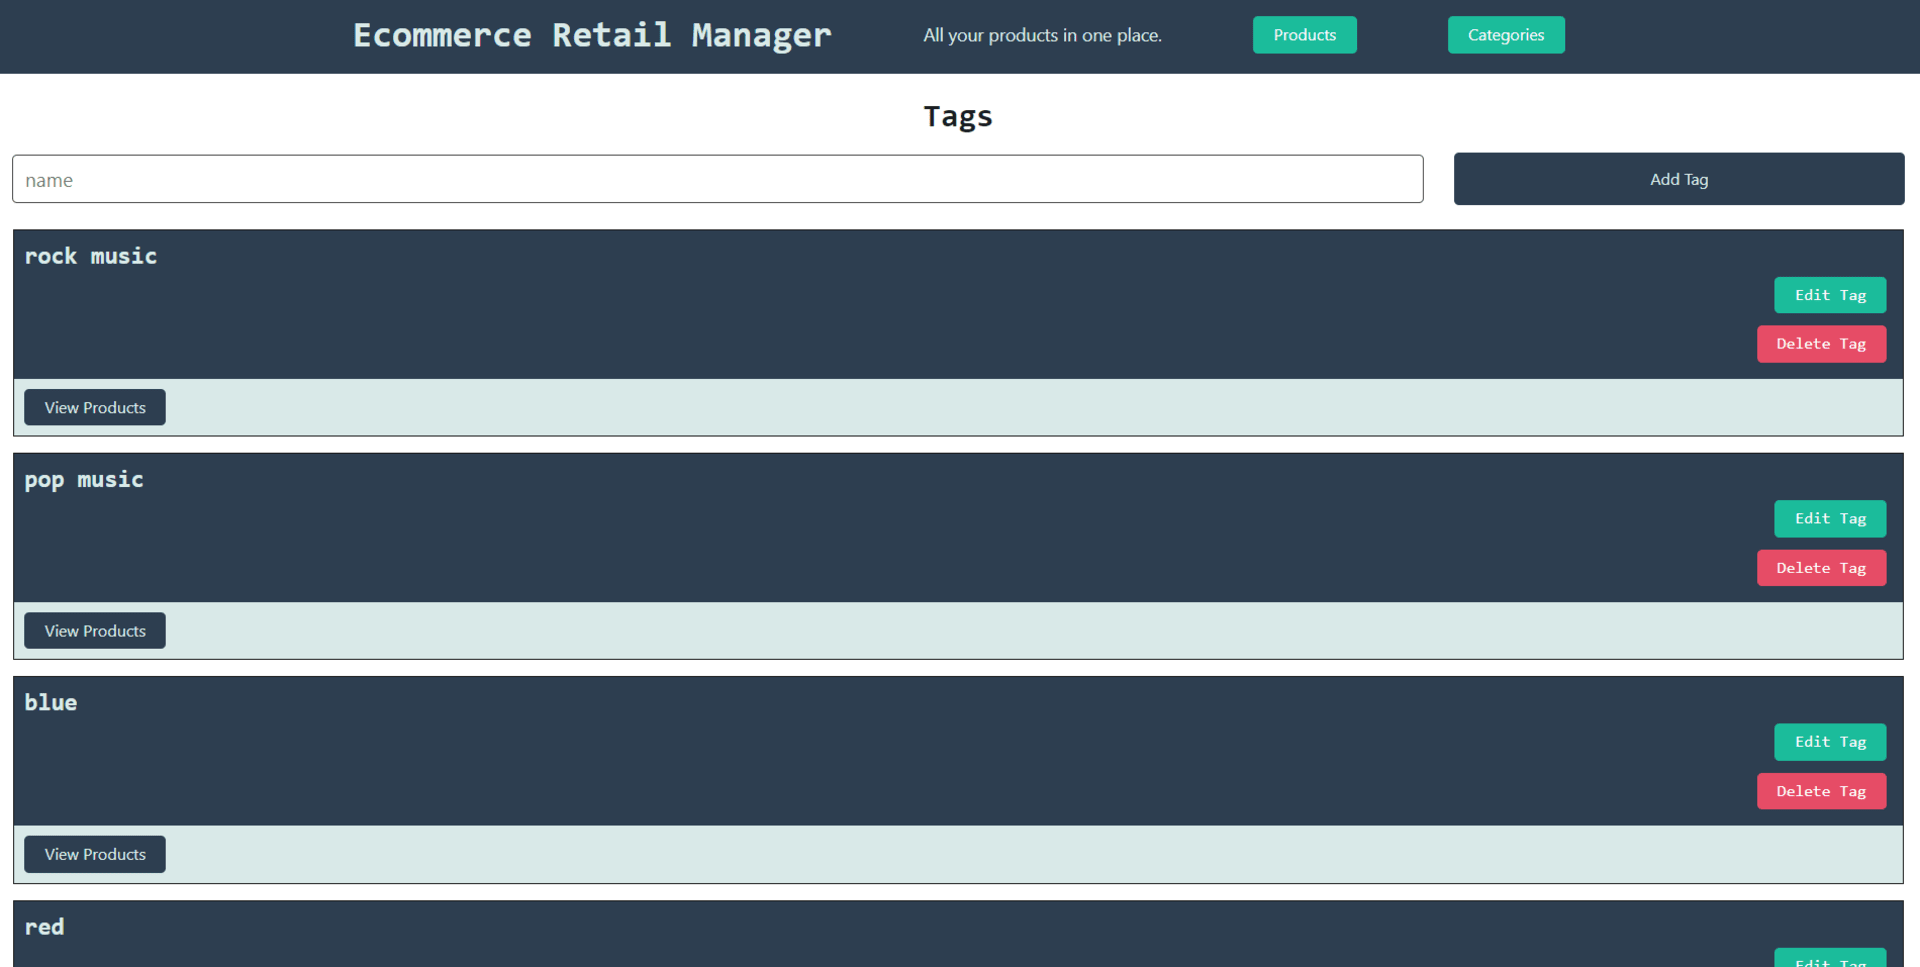 Ecommerce Retail Manager All your products in one place. Products Categories
Tags
name Add Tag
rock music
Edit Tag
Delete Tag
View Products
pop music
Edit Tag
Delete Tag
View Products
blue
Edit Tag
Delete Tag
View Products
red
Edit Tag